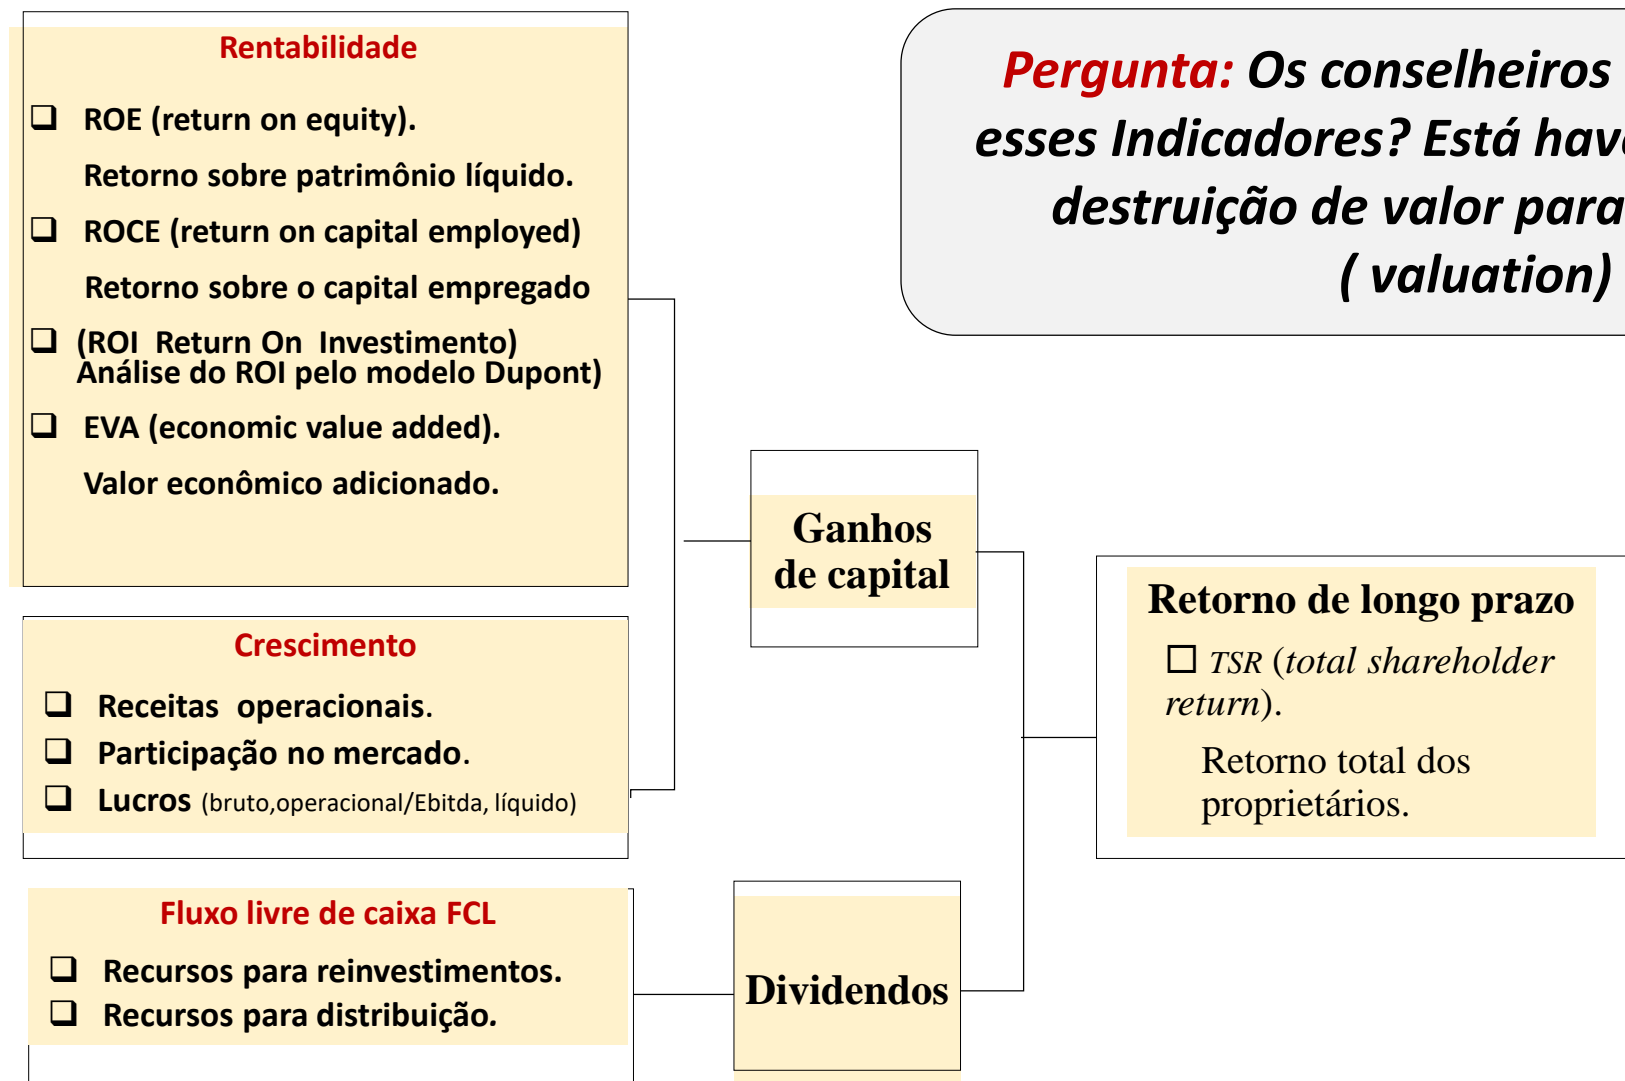 Rentabilidade
❑ ROE (return on equity).
Retorno sobre patrimônio líquido.
❑ ROCE (return on capital employed)
Retorno sobre o capital empregado
❑ (ROI Return On Investimento)
Análise do ROI pelo modelo Dupont)
❑ EVA (economic value added).
Valor econômico adicionado.
Crescimento
❑ Receitas operacionais.
❑ Participação no mercado.
❑ Lucros (bruto,operacional/Ebitda, líquido)
Fluxo livre de caixa FCL
❑ Recursos para reinvestimentos.
❑ Recursos para distribuição.
Ganhos
de capital
Dividendos
Pergunta: Os conselheiros
esses Indicadores? Está
destruição de valor para
( valuation)
Retorno de longo prazo
☐ TSR (total shareholder
return).
Retorno total dos
proprietários.